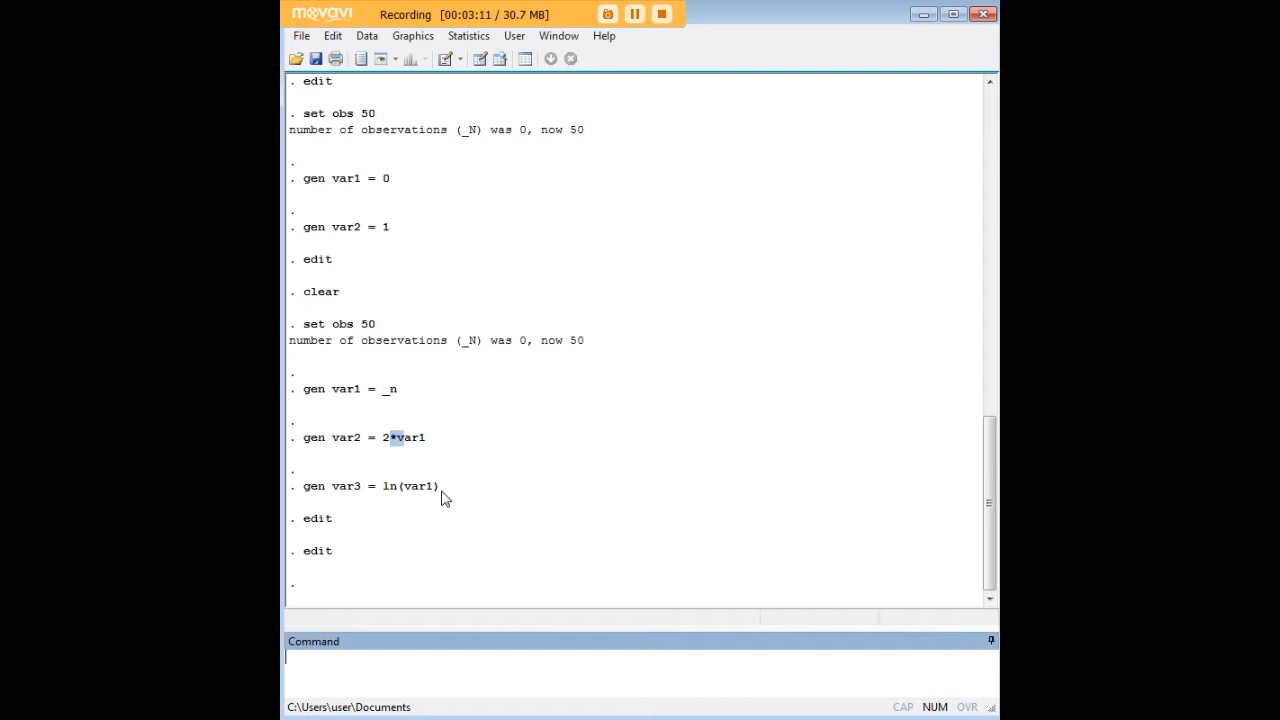 movavi Recording [00:03:11 / 30.7 MB]
File Edit Data Graphics Statistics User Window Help
. edit
. set obs 50
number of observations (_N) was 0, now 50
.
. gen var1 = 0
.
. gen var2 = 1
. edit
. clear
. set obs 50
number of observations (_N) was 0, now 50
.
. gen var1 = _n
.
. gen var2 = 2*var1
.
. gen var3 = ln(var1)
. edit
. edit
.
Command
C:\Users\user\Documents CAP NUM OVR